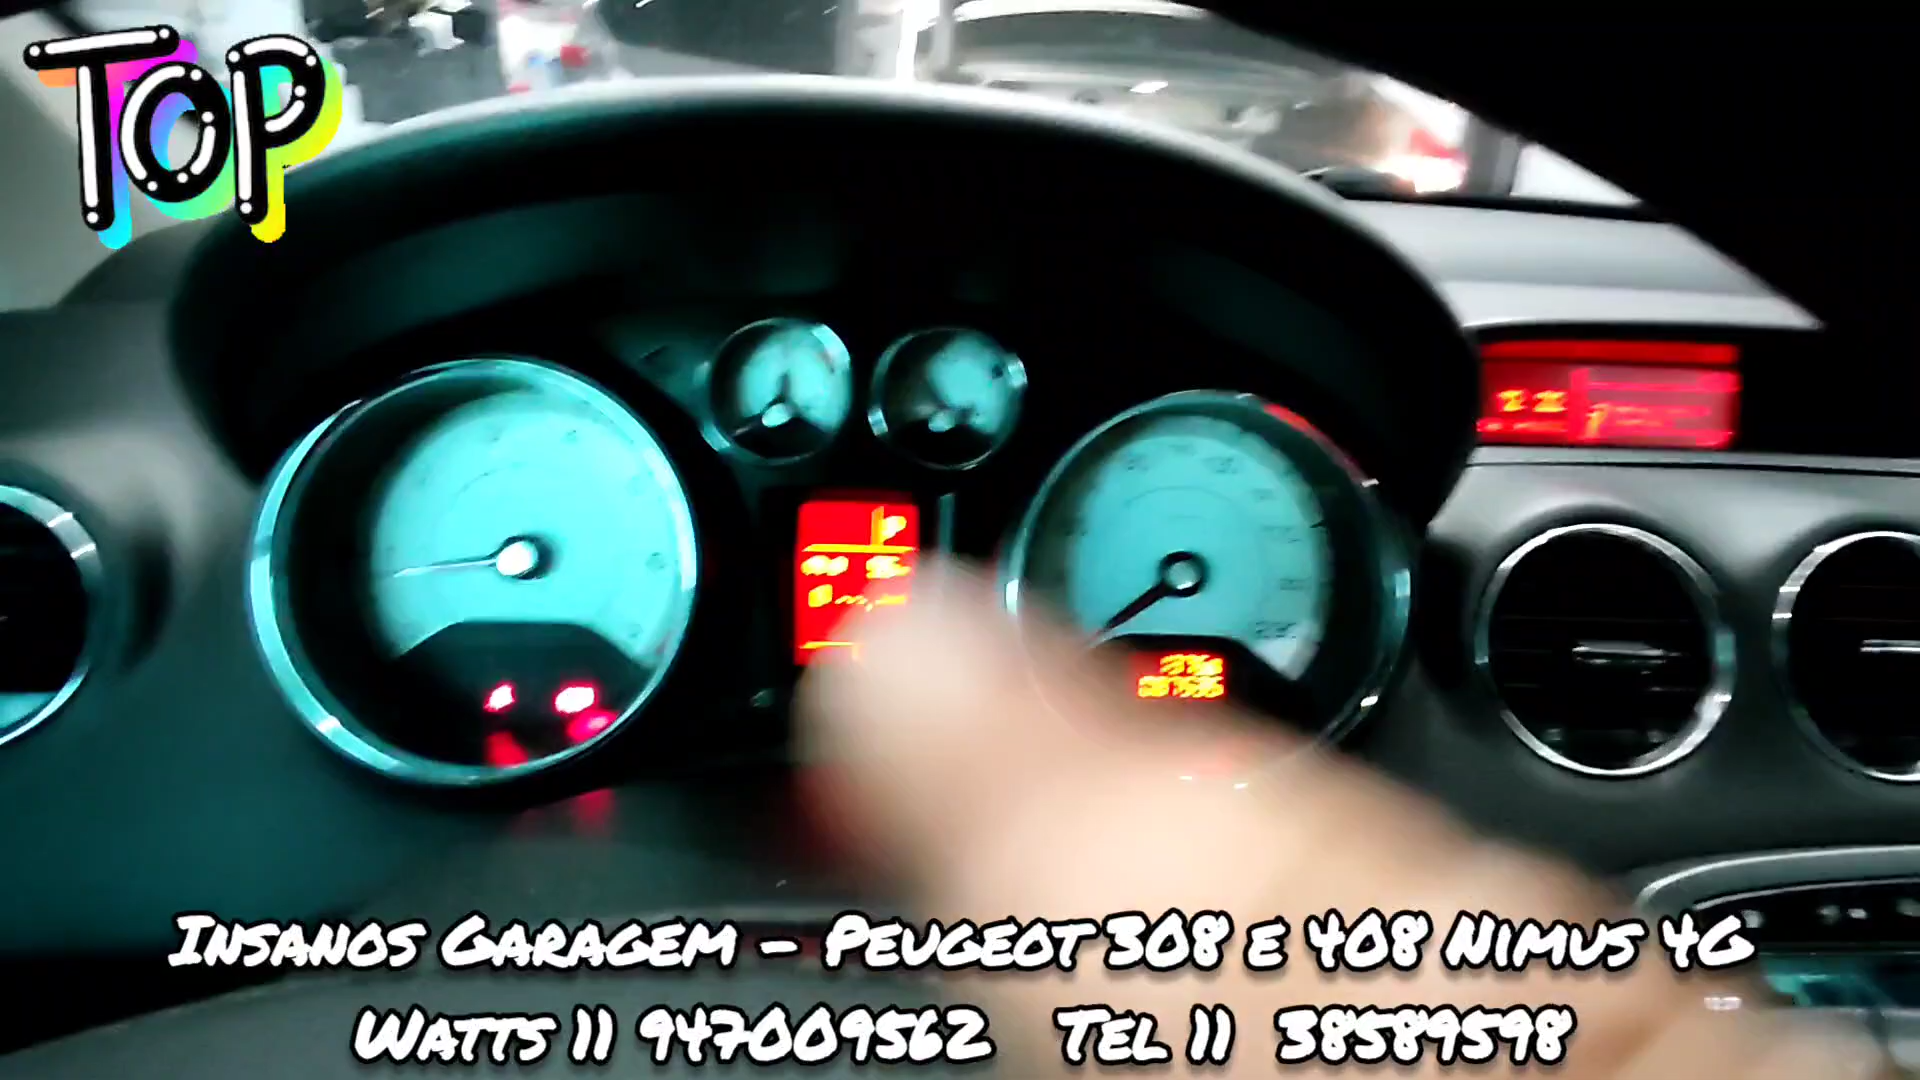 TOP
INSANOS GARAGEM - PEUGEOT 308 E 408 NIMUS 4G
WATTS 11 947009562 TEL 11 38589598